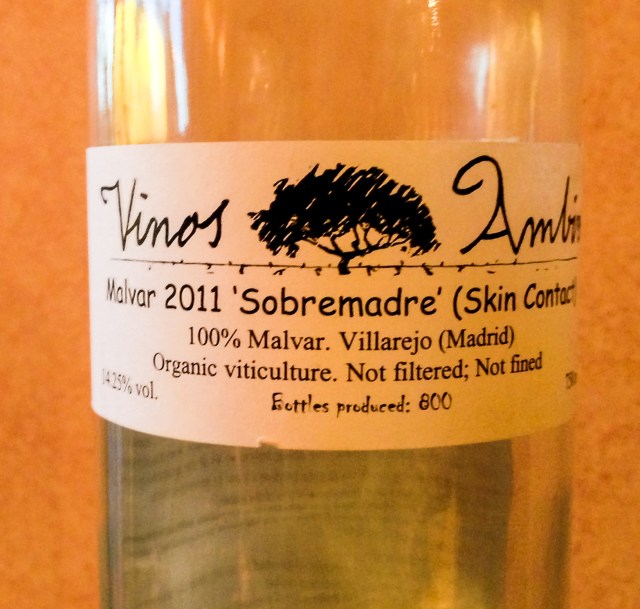 Vinos
Malvar 2011 'Sobremadre' (Skin Contact)
100% Malvar. Villarejo (Madrid)
Organic viticulture. Not filtered; Not fined
14.25% vol.
Bottles produced: 800